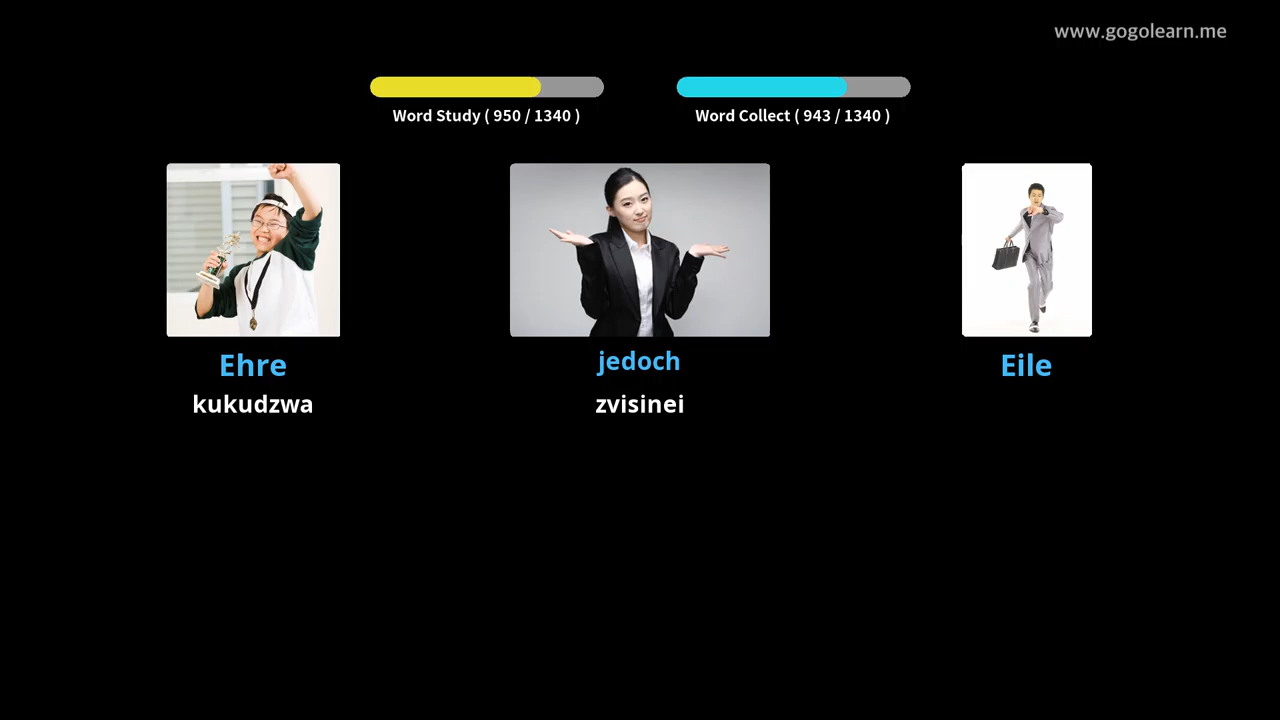 www.gogolearn.me
Word Study ( 950 / 1340 )
Word Collect ( 943 / 1340 )
Ehre
jedoch
Eile
kukudzwa
zvisinei